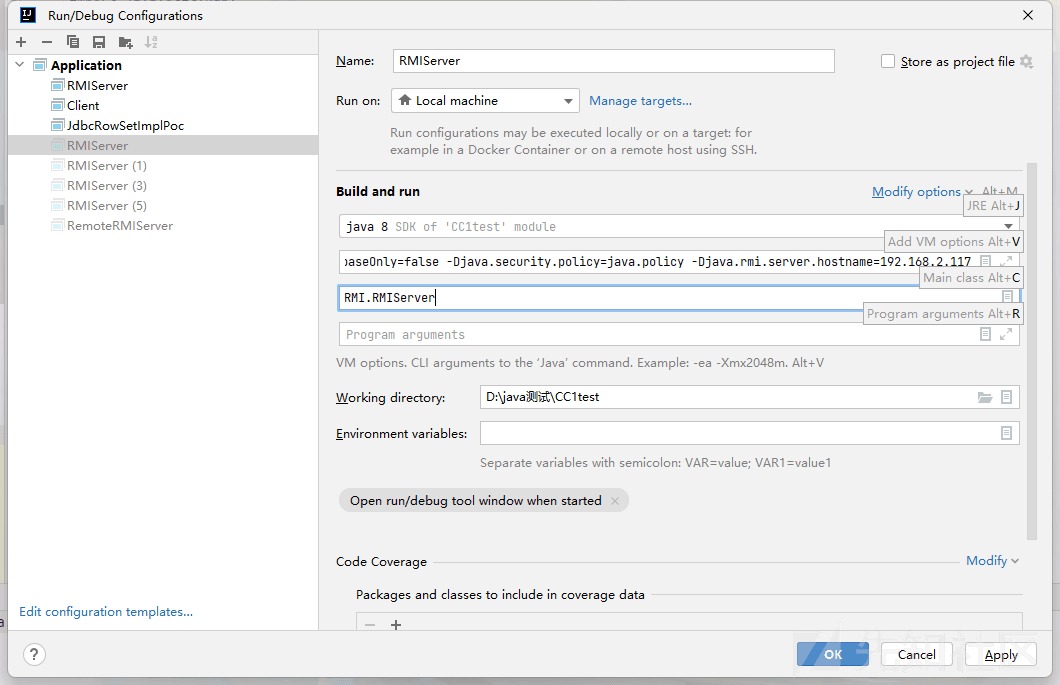 Run/Debug Configurations
Application
RMIServer
Client
JdbcRowSetImplPoc
RMIServer
RMIServer (1)
RMIServer (3)
RMIServer (5)
RemoteRMIServer
Edit configuration templates...
Name: RMIServer
Store as project file
Run on: Local machine
Manage targets...
Run configurations may be executed locally or on a target: for
example in a Docker Container or on a remote host using SSH.
Build and run
Modify options Alt+M
JRE Alt+J
java 8 SDK of 'CC1test' module
Add VM options Alt+V
baseOnly=false -Djava.security.policy=java.policy -Djava.rmi.server.hostname=192.168.2.117
Main class Alt+C
RMI.RMIServer
Program arguments Alt+R
Program arguments
VM options. CLI arguments to the 'Java' command. Example: -ea -Xmx2048m. Alt+V
Working directory: D:\java测试\CC1test
Environment variables:
Separate variables with semicolon: VAR=value; VAR1=value1
Open run/debug tool window when started
Code Coverage
Modify
Packages and classes to include in coverage data
?
OK
Cancel
Apply